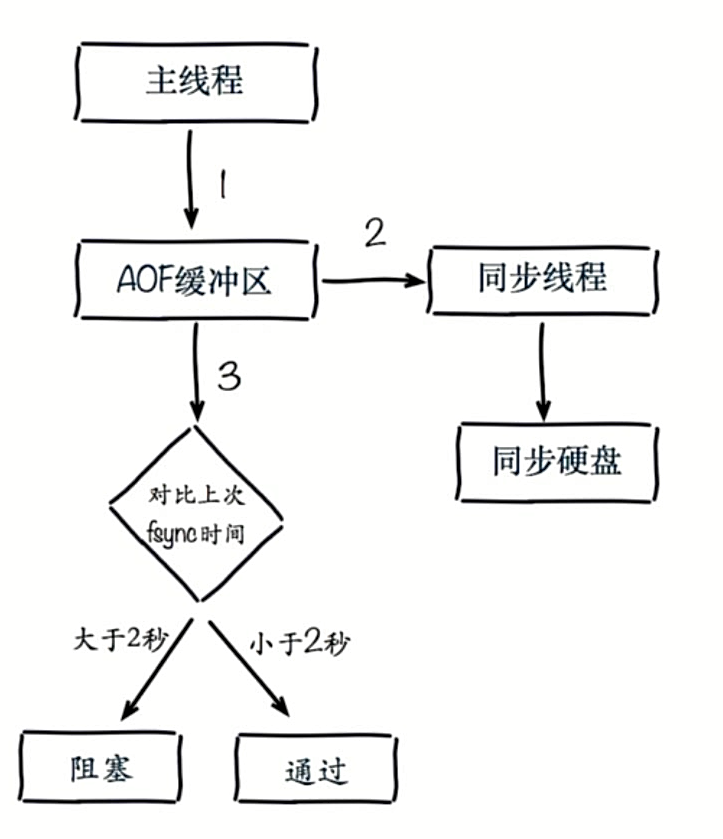 主线程
1
AOF缓冲区
2
同步线程
3
同步硬盘
对比上次
fsync时间
大于2秒
小于2秒
阻塞
通过